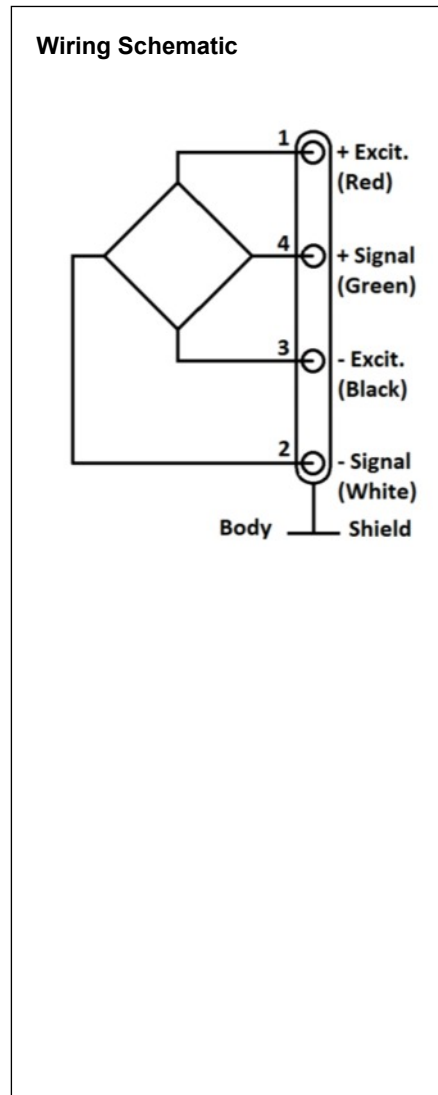 Wiring Schematic
1
+ Excit.
(Red)
4
+ Signal
(Green)
3
- Excit.
(Black)
2
- Signal
(White)
Body
Shield